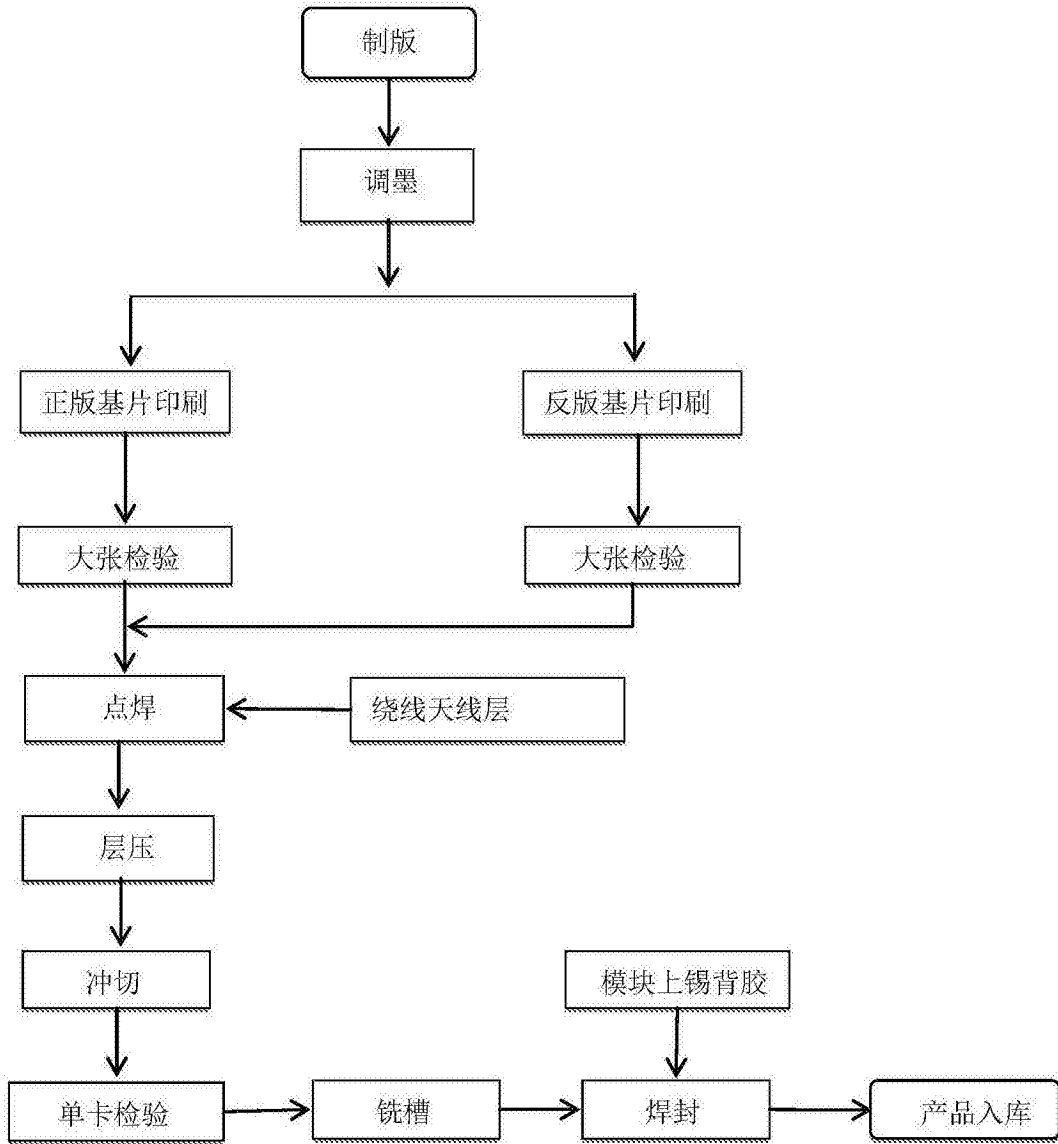 制版
调墨
正版基片印刷
反版基片印刷
大张检验
大张检验
点焊
绕线天线层
层压
冲切
模块上锡背胶
单卡检验
铣槽
焊封
产品入库